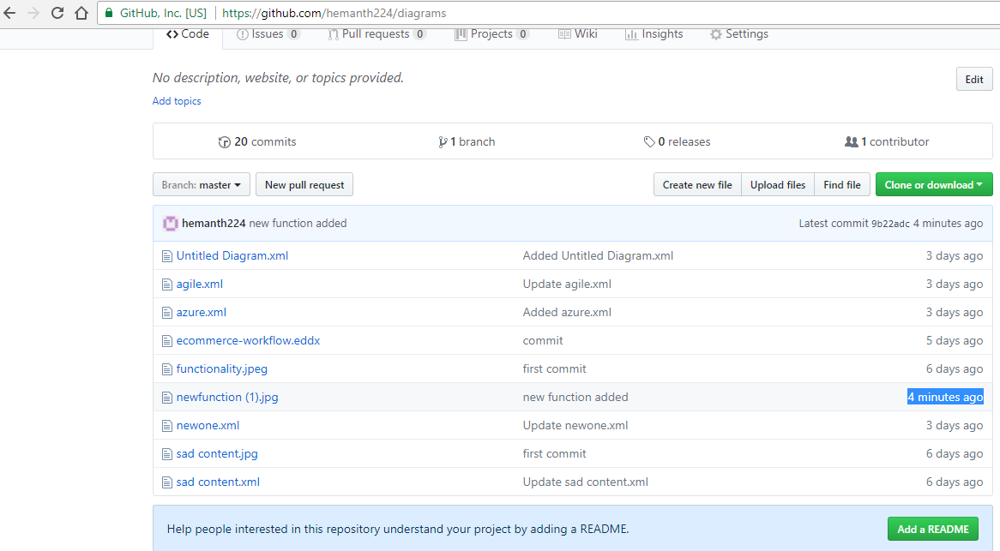 GitHub, Inc. [US] https://github.com/hemanth224/diagrams
Code Issues 0 Pull requests 0 Projects 0 Wiki Insights Settings
No description, website, or topics provided. Edit
Add topics
20 commits 1 branch 0 releases 1 contributor
Branch: master New pull request Create new file Upload files Find file Clone or download
hemanth224 new function added Latest commit 9b22adc 4 minutes ago
Untitled Diagram.xml Added Untitled Diagram.xml 3 days ago
agile.xml Update agile.xml 3 days ago
azure.xml Added azure.xml 3 days ago
ecommerce-workflow.eddx commit 5 days ago
functionality.jpeg first commit 6 days ago
newfunction (1).jpg new function added 4 minutes ago
newone.xml Update newone.xml 3 days ago
sad content.jpg first commit 6 days ago
sad content.xml Update sad content.xml 6 days ago
Help people interested in this repository understand your project by adding a README. Add a README